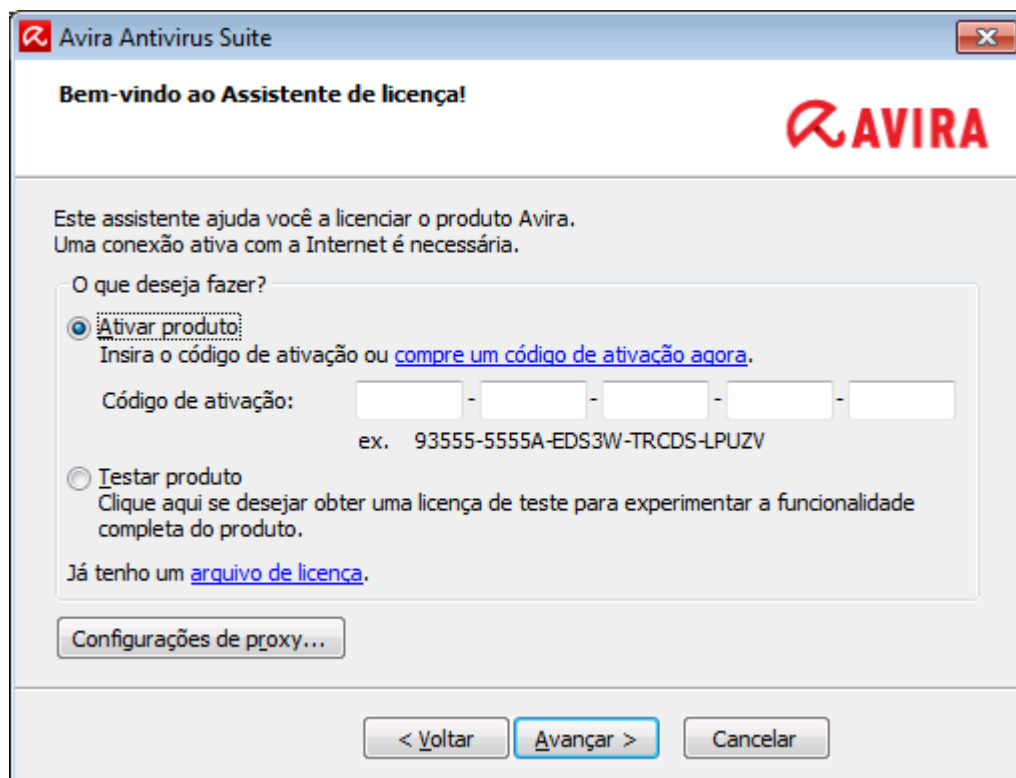 Avira Antivirus Suite
Bem-vindo ao Assistente de licença!
AVIRA
Este assistente ajuda você a licenciar o produto Avira.
Uma conexão ativa com a Internet é necessária.
O que deseja fazer?
Ativar produto
Insira o código de ativação ou compre um código de ativação agora.
Código de ativação: - - - -
ex. 93555-5555A-EDS3W-TRCDS-LPUZV
Testar produto
Clique aqui se desejar obter uma licença de teste para experimentar a funcionalidade
completa do produto.
Já tenho um arquivo de licença.
Configurações de proxy...
< Voltar Avançar > Cancelar